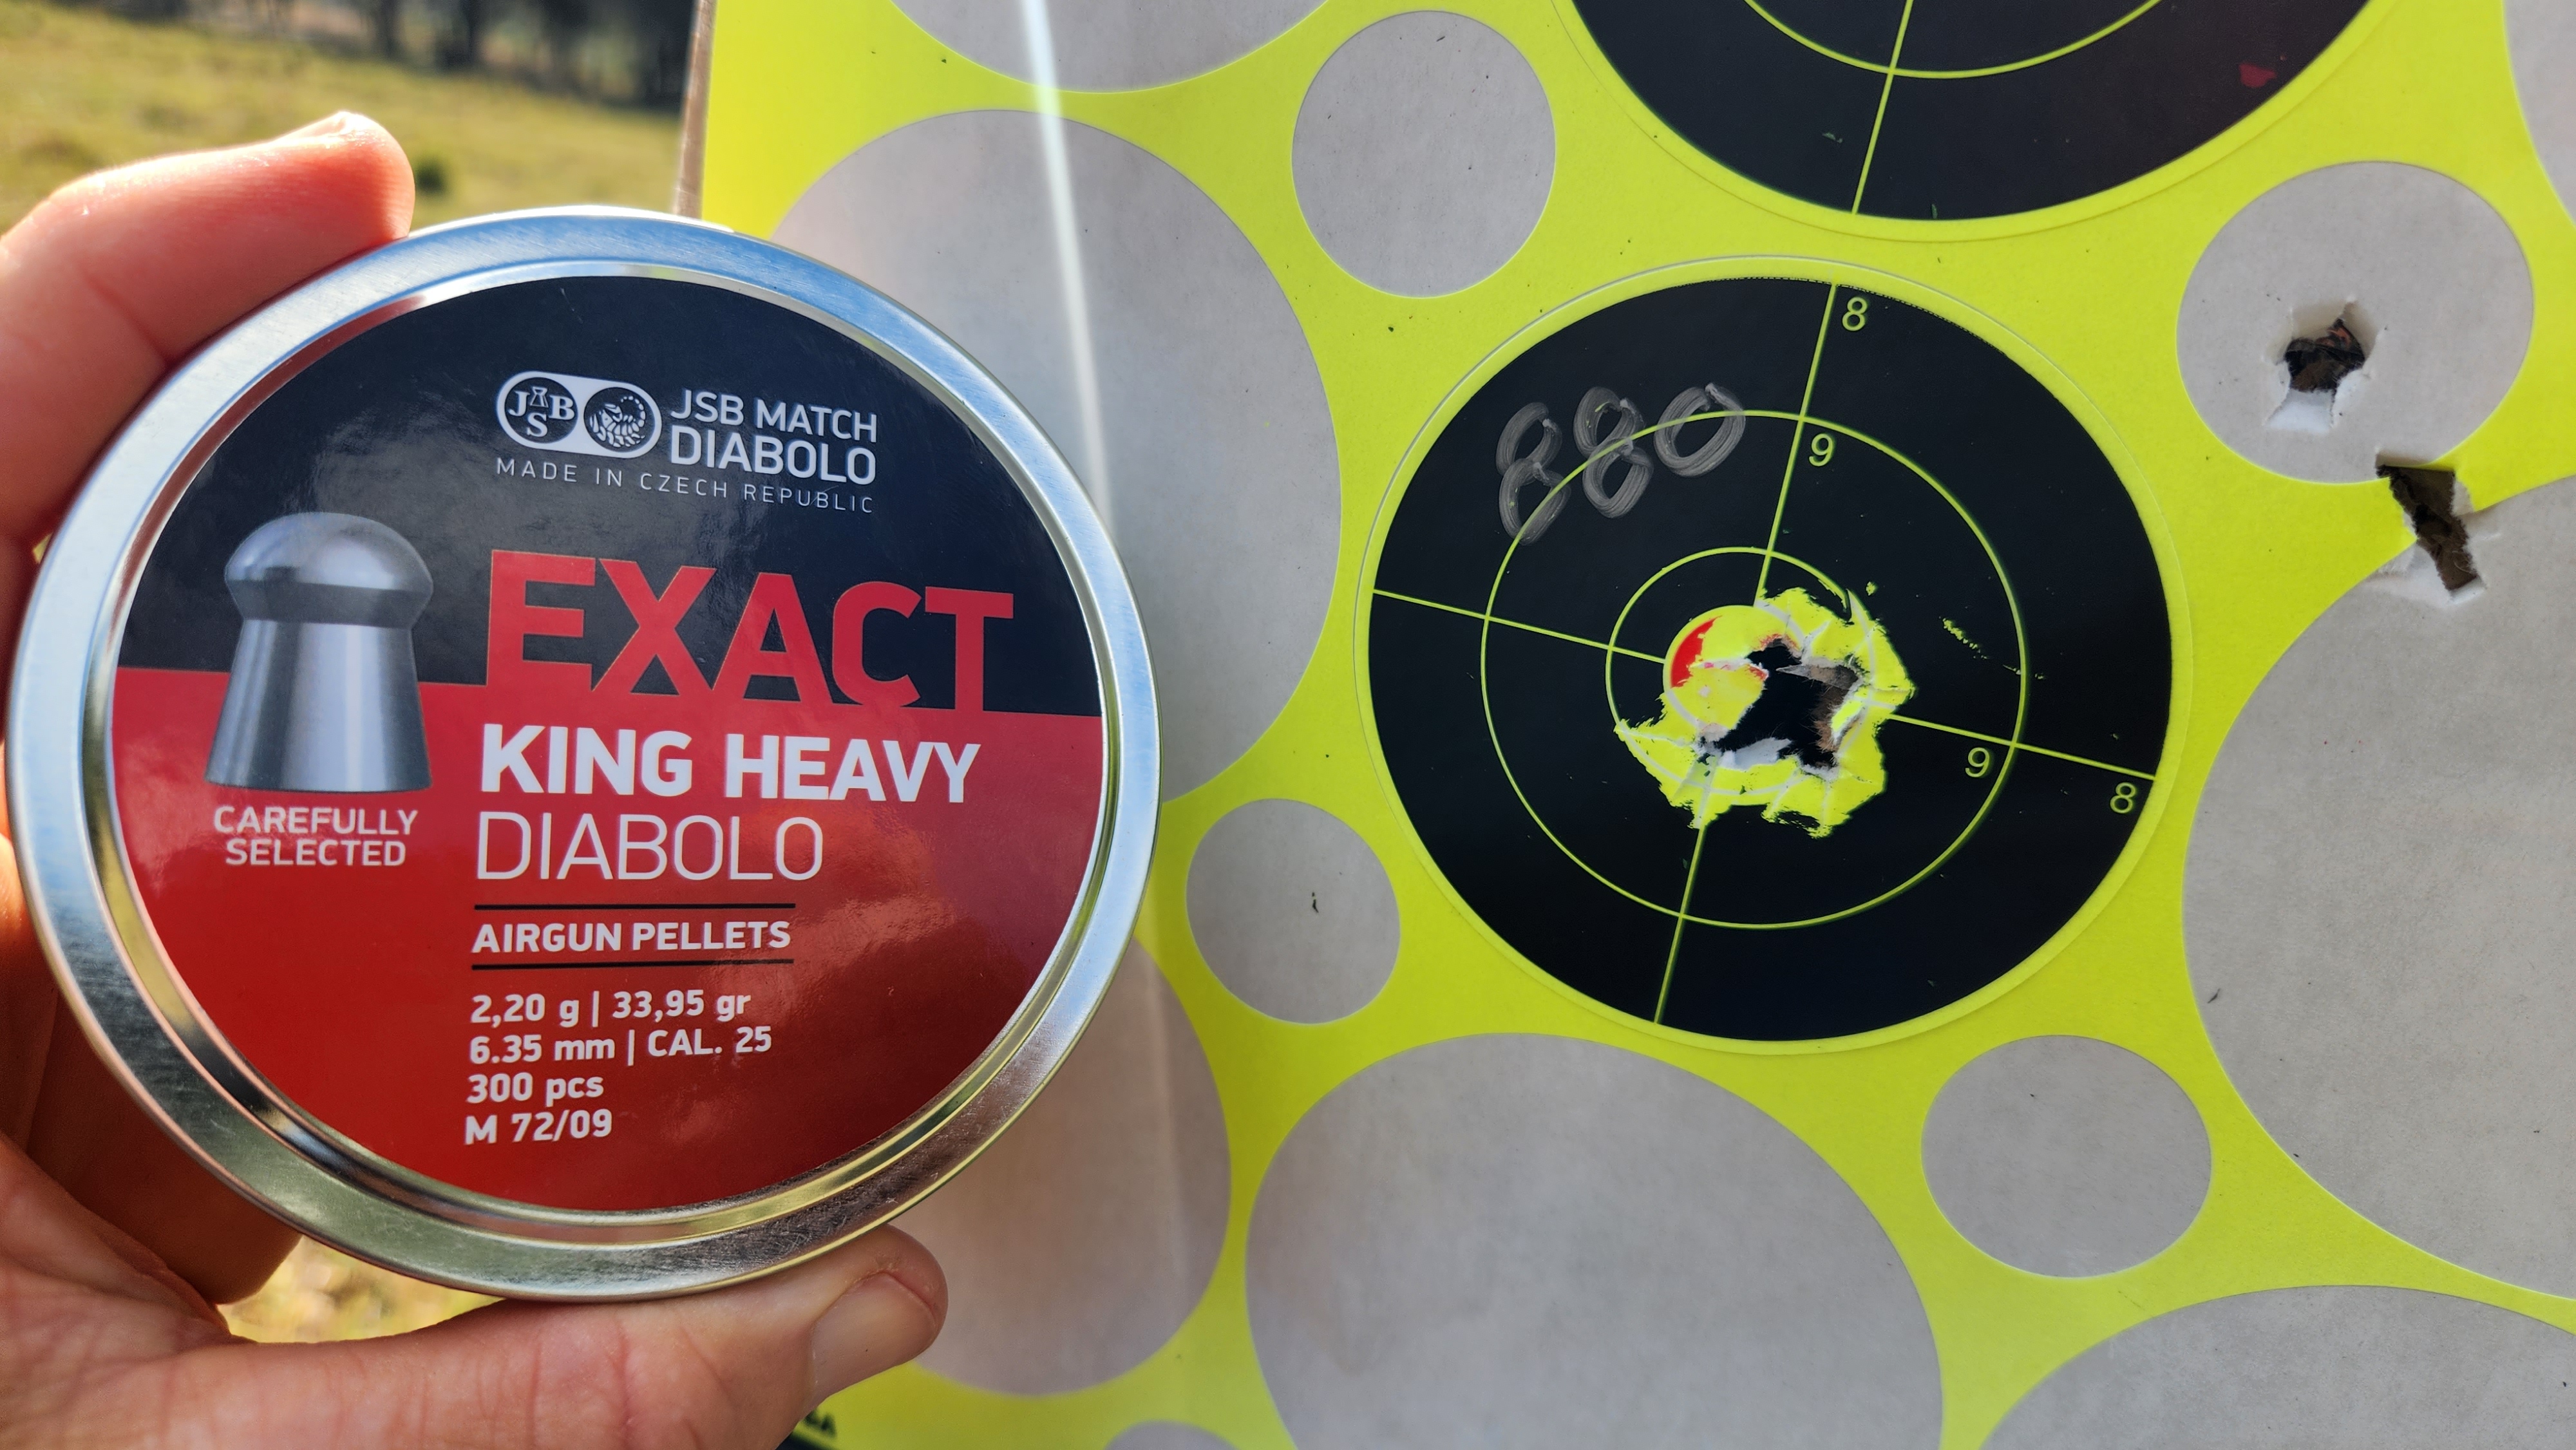 JSB
JSB MATCH
DIABOLO
MADE IN CZECH REPUBLIC
EXACT
KING HEAVY
DIABOLO
CAREFULLY
SELECTED
AIRGUN PELLETS
2,20 g | 33,95 gr
6.35 mm | CAL. 25
300 pcs
M 72/09
8
880
9
9
8